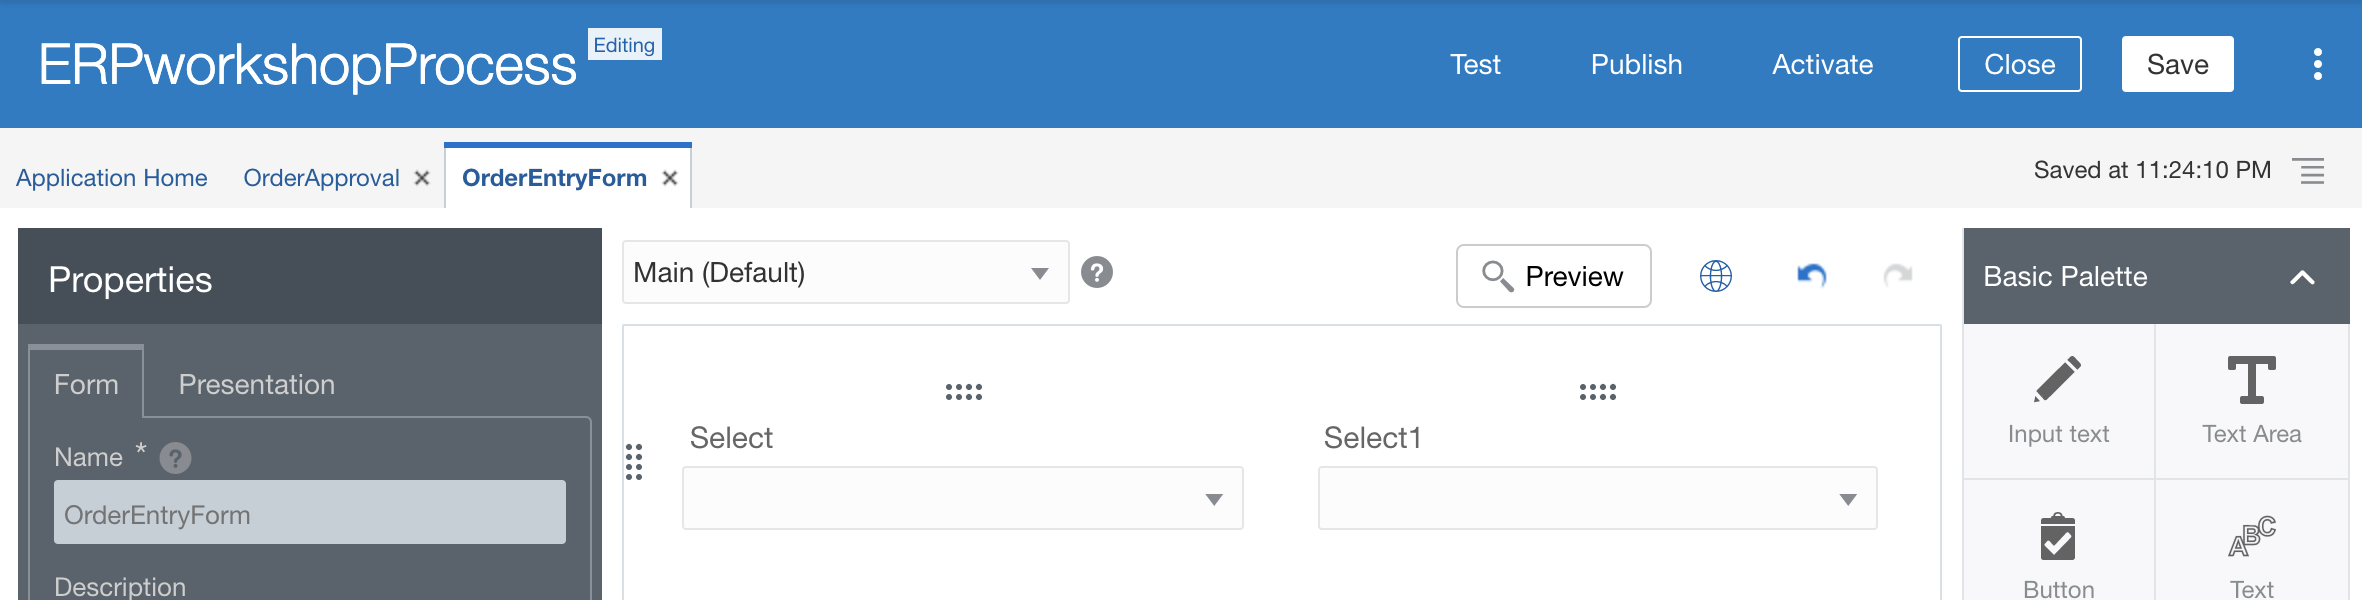 ERPworkshopProcess Editing Test Publish Activate Close Save
Application Home OrderApproval OrderEntryForm Saved at 11:24:10 PM
Properties
Form Presentation
Name * ?
OrderEntryForm
Description
Main (Default) ? Preview
Select Select1
Basic Palette
Input text Text Area
ABC
Button Text